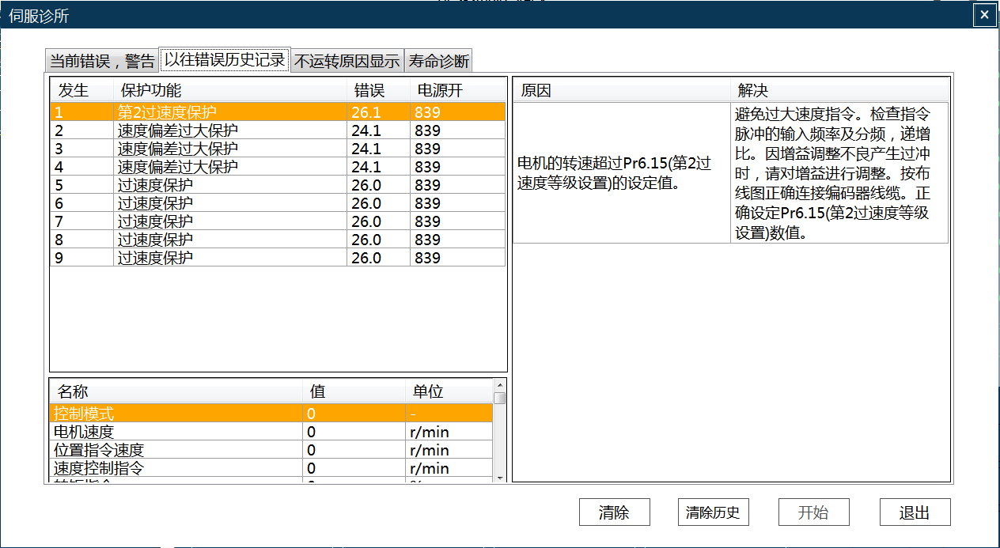 伺服诊所
当前错误，警告 以往错误历史记录 不运转原因显示 寿命诊断
发生 保护功能 错误 电源开
1 第2过速度保护 26.1 839
2 速度偏差过大保护 24.1 839
3 速度偏差过大保护 24.1 839
4 速度偏差过大保护 24.1 839
5 过速度保护 26.0 839
6 过速度保护 26.0 839
7 过速度保护 26.0 839
8 过速度保护 26.0 839
9 过速度保护 26.0 839
名称 值 单位
控制模式 0 -
电机速度 0 r/min
位置指令速度 0 r/min
速度控制指令 0 r/min
原因 解决
电机的转速超过Pr6.15(第2过
速度等级设置)的设定值。
避免过大速度指令。检查指令
脉冲的输入频率及分频，递增
比。因增益调整不良产生过冲
时，请对增益进行调整。按布
线图正确连接编码器线缆。正
确设定Pr6.15(第2过速度等级
设置)数值。
清除 清除历史 开始 退出